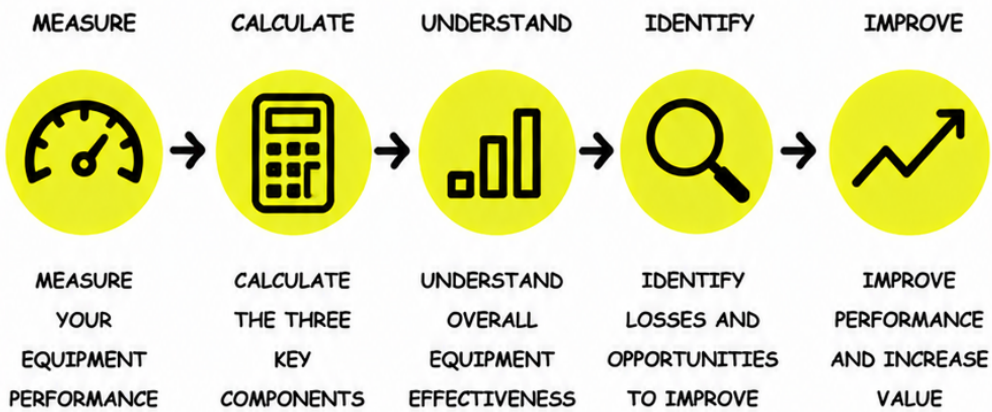 MEASURE
CALCULATE
UNDERSTAND
IDENTIFY
IMPROVE
MEASURE
YOUR
EQUIPMENT
PERFORMANCE
CALCULATE
THE THREE
KEY
COMPONENTS
UNDERSTAND
OVERALL
EQUIPMENT
EFFECTIVENESS
IDENTIFY
LOSSES AND
OPPORTUNITIES
TO IMPROVE
IMPROVE
PERFORMANCE
AND INCREASE
VALUE